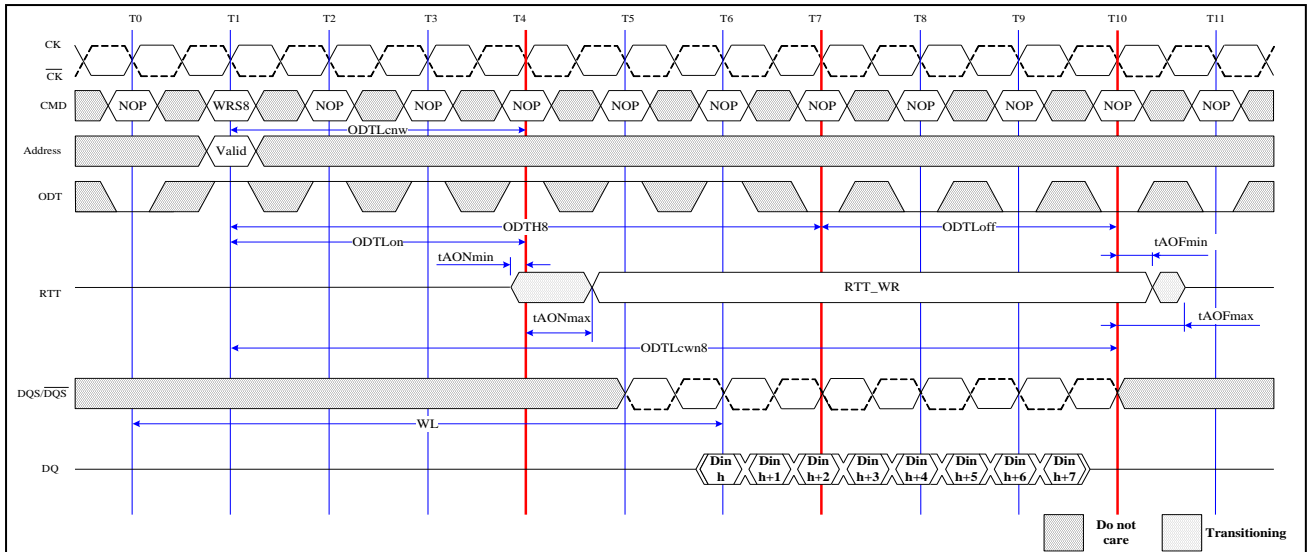 T0 T1 T2 T3 T4 T5 T6 T7 T8 T9 T10 T11
CK
CK
CMD NOP WRS8 NOP NOP NOP NOP NOP NOP NOP NOP NOP NOP
ODTLcnw
Address Valid
ODT
ODTH8 ODTLoff
ODTLon
tAONmin tAOFmin
RTT RTT_WR
tAONmax tAOFmax
ODTLcwn8
DQS/DQS
WL
DQ Din h Din h+1 Din h+2 Din h+3 Din h+4 Din h+5 Din h+6 Din h+7
Do not care Transitioning